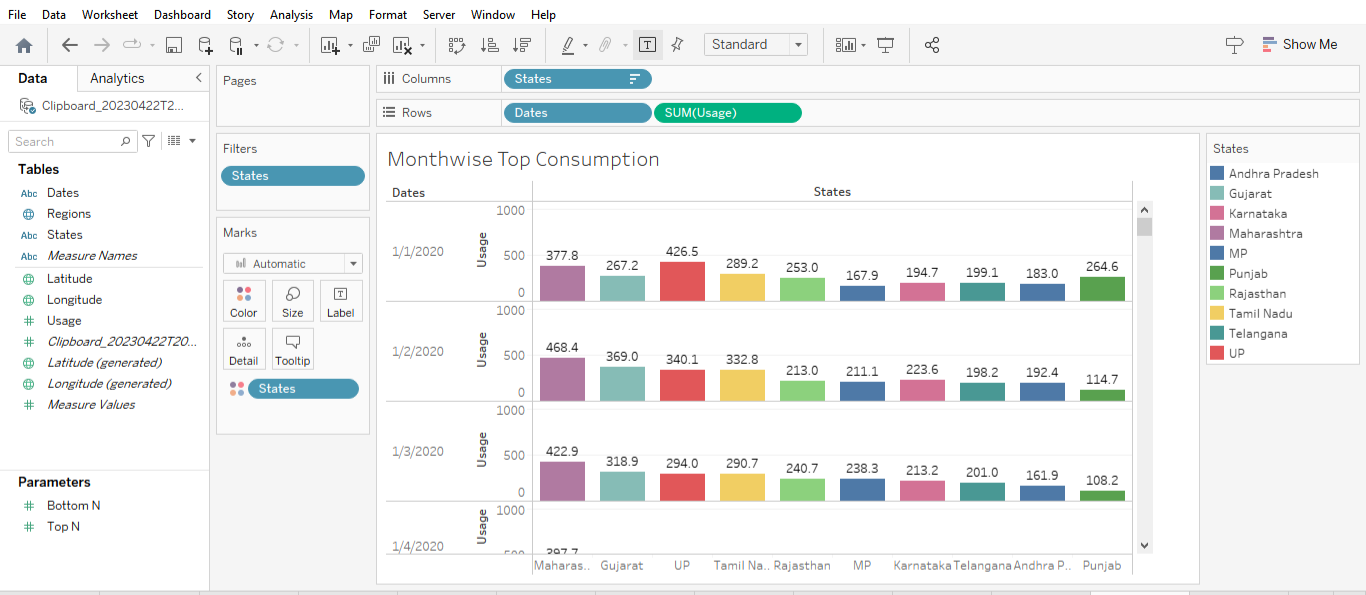 File Data Worksheet Dashboard Story Analysis Map Format Server Window Help
Standard
Show Me
Data Analytics
Clipboard_20230422T2...
Search
Tables
Abc Dates
Regions
Abc States
Abc Measure Names
Latitude
Longitude
Usage
Clipboard_20230422T20...
Latitude (generated)
Longitude (generated)
Measure Values
Parameters
Bottom N
Top N
Pages
Filters
States
Marks
Automatic
Color Size Label
Detail Tooltip
States
Columns States
Rows Dates SUM(Usage)
Monthwise Top Consumption
Dates States
1/1/2020 Usage 1000 500 0
377.8 267.2 426.5 289.2 253.0 167.9 194.7 199.1 183.0 264.6
1/2/2020 Usage 1000 500 0
468.4 369.0 340.1 332.8 213.0 211.1 223.6 198.2 192.4 114.7
1/3/2020 Usage 1000 500 0
422.9 318.9 294.0 290.7 240.7 238.3 213.2 201.0 161.9 108.2
1/4/2020 Usage 1000 500
397.7
Maharas.. Gujarat UP Tamil Na.. Rajasthan MP Karnataka Telangana Andhra P.. Punjab
States
Andhra Pradesh
Gujarat
Karnataka
Maharashtra
MP
Punjab
Rajasthan
Tamil Nadu
Telangana
UP